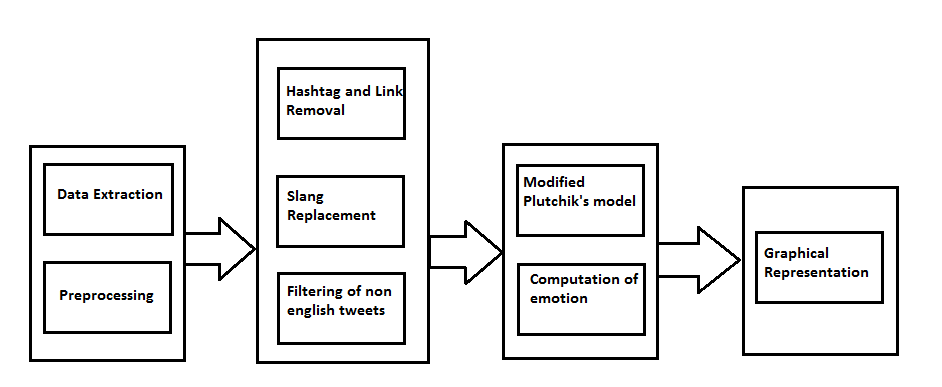 Data Extraction
Preprocessing
Hashtag and Link
Removal
Slang
Replacement
Filtering of non
english tweets
Modified
Plutchik's model
Computation of
emotion
Graphical
Representation